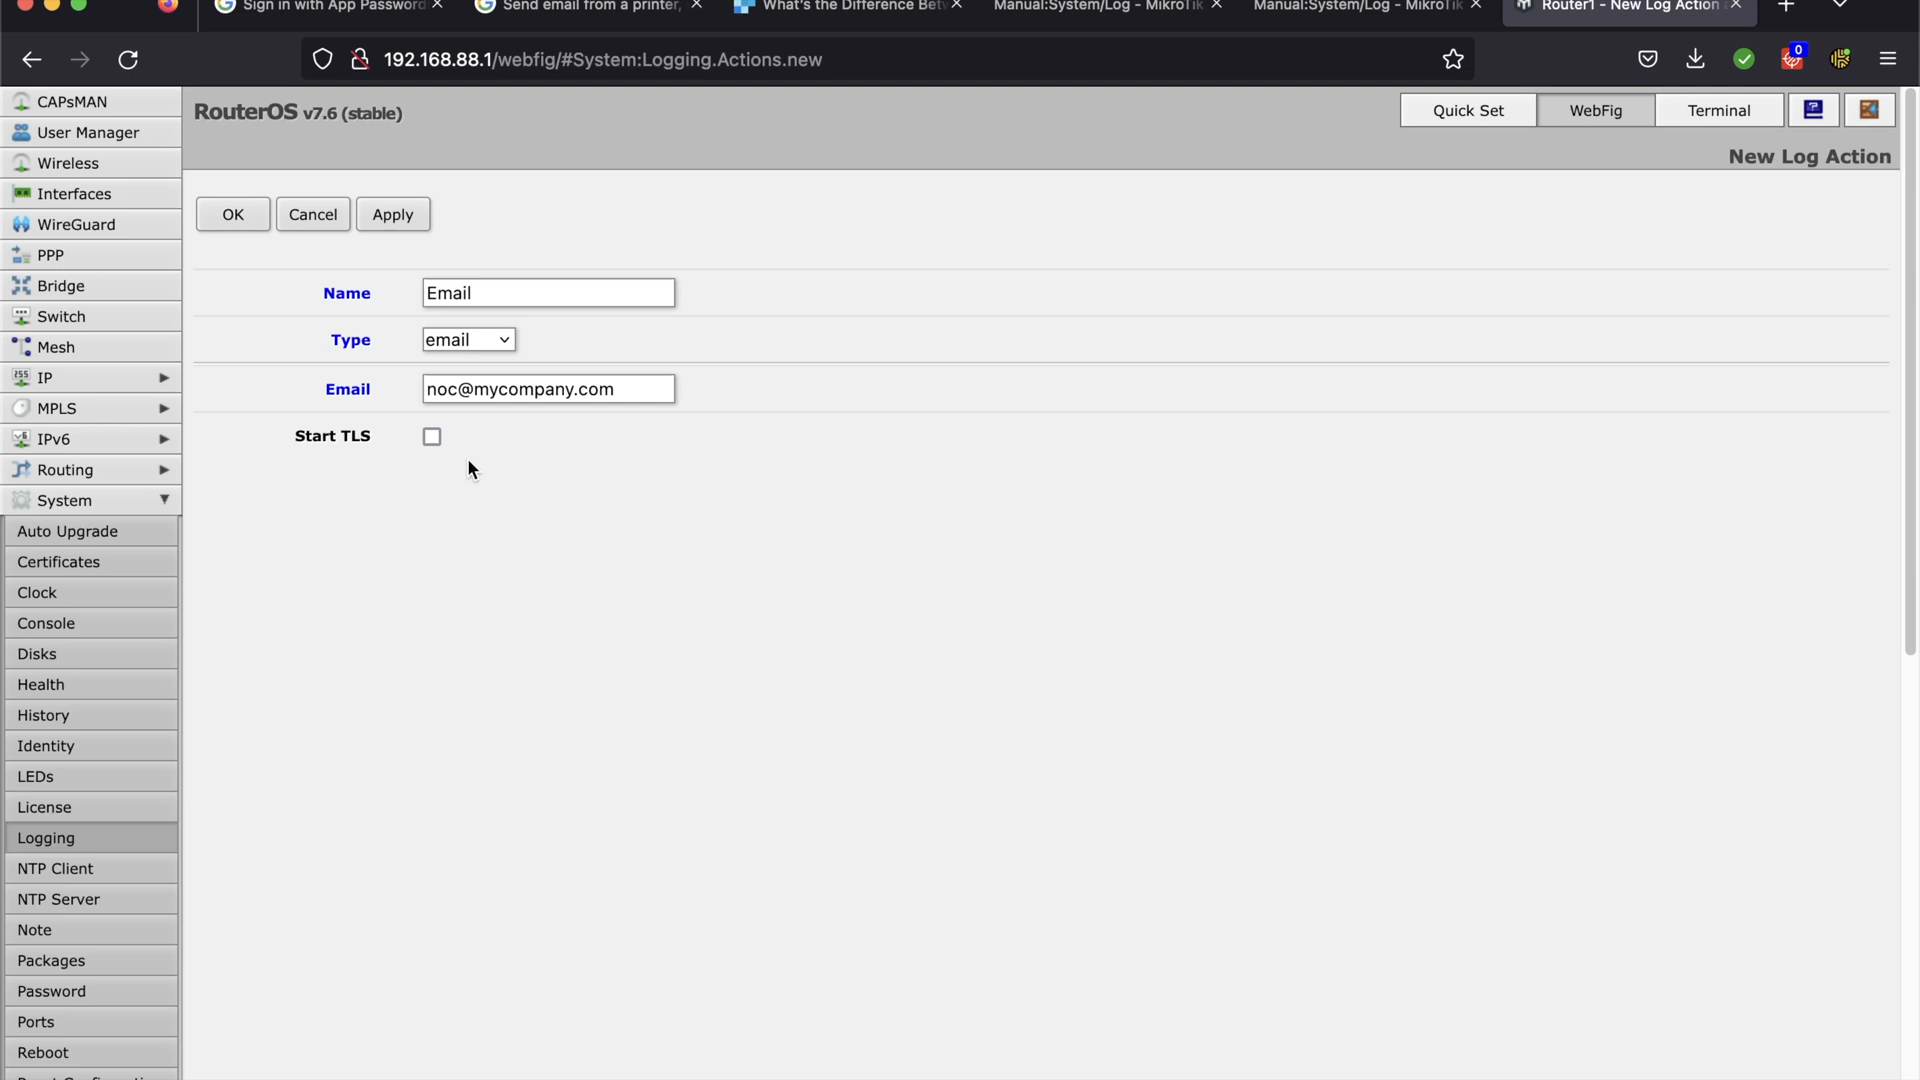 Sign in with App Password
Send email from a printer,
What's the Difference Betw
Manual:System/Log - MikroTik
Manual:System/Log - MikroTik
Router1 - New Log Action
192.168.88.1/webfig/#System:Logging.Actions.new
0
CAPsMAN
User Manager
Wireless
Interfaces
WireGuard
PPP
Bridge
Switch
Mesh
IP
MPLS
IPv6
Routing
System
Auto Upgrade
Certificates
Clock
Console
Disks
Health
History
Identity
LEDs
License
Logging
NTP Client
NTP Server
Note
Packages
Password
Ports
Reboot
RouterOS v7.6 (stable)
Quick Set
WebFig
Terminal
New Log Action
OK
Cancel
Apply
Name
Email
Type
email
Email
noc@mycompany.com
Start TLS